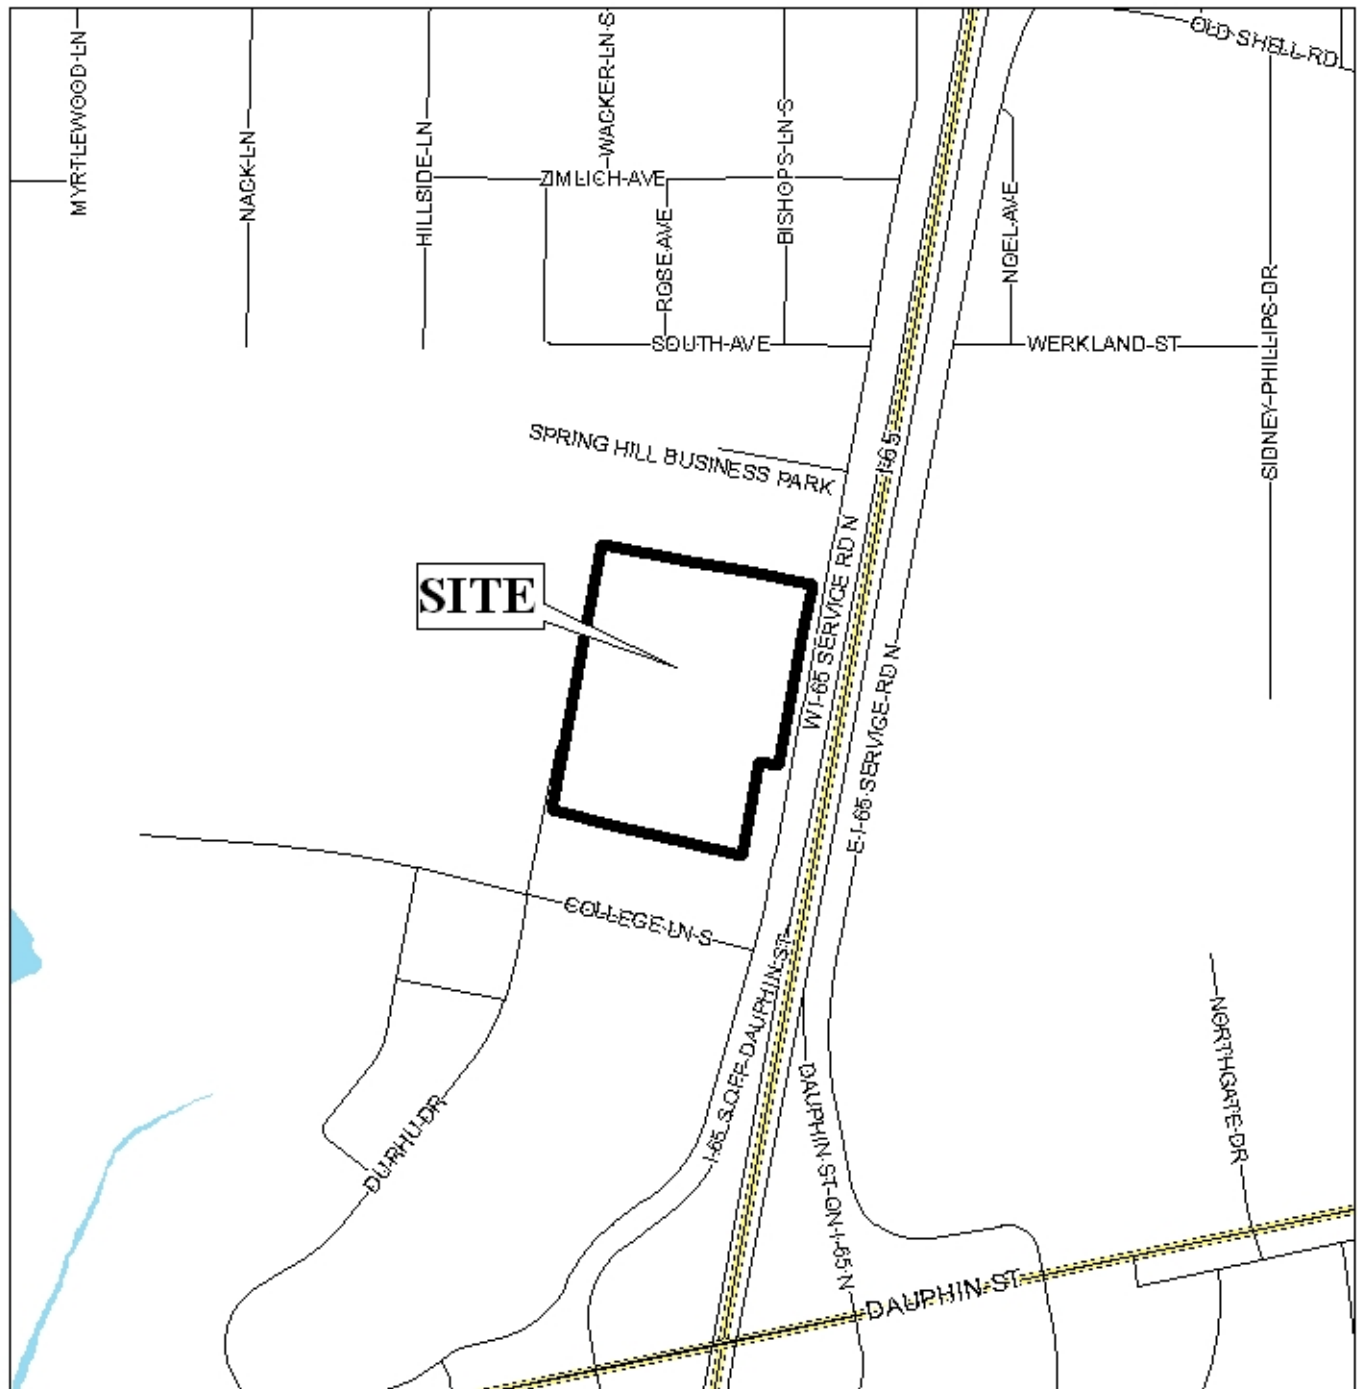 OLD SHELL RD
MYRTLEWOOD LN
NACK LN
HILLSIDE LN
WACKER LN S
BISHOPS LN S
ZIMLICH AVE
ROSE AVE
NOEL AVE
SOUTH AVE
WERKLAND ST
SIDNEY PHILLIPS DR
SPRING HILL BUSINESS PARK
I-65
SITE
W I-65 SERVICE RD N
E I-65 SERVICE RD N
COLLEGE LN S
I-65 S OFF DAUPHIN ST
DAUPHIN ST ON I-65 N
NORTHGATE DR
DU RHU DR
DAUPHIN ST